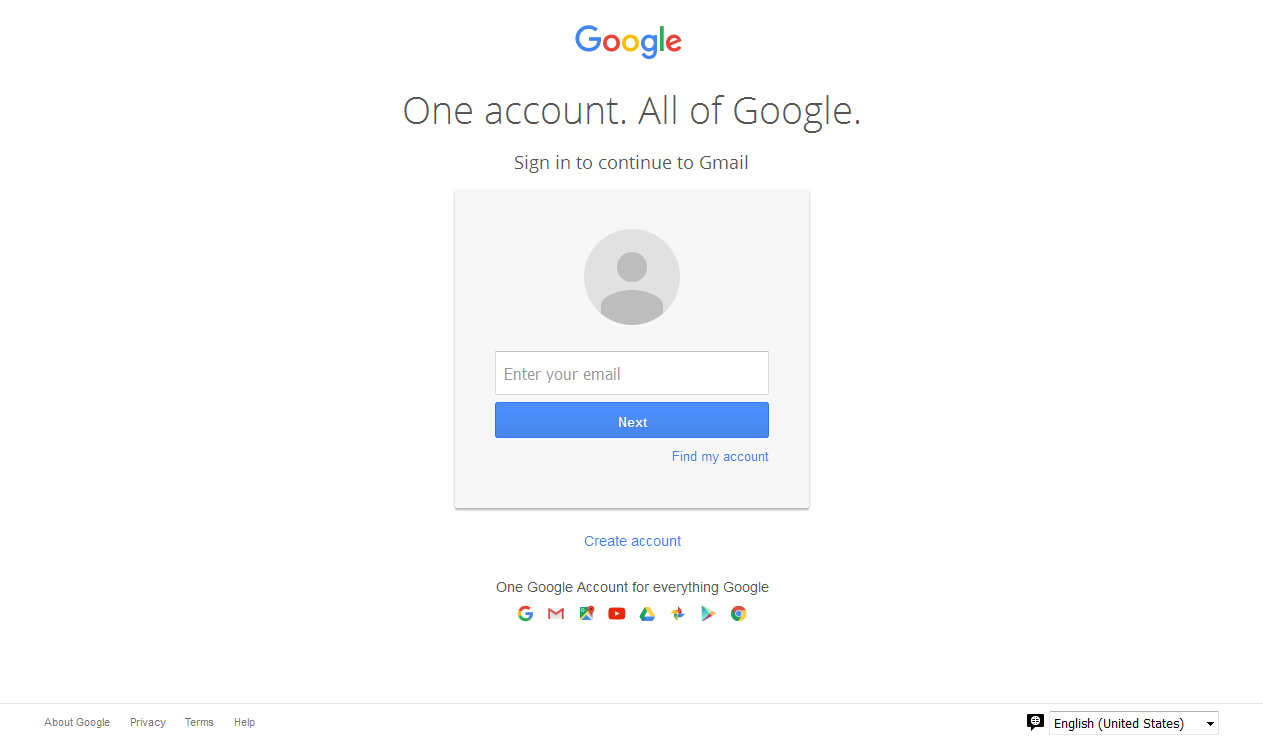 Google
One account. All of Google.
Sign in to continue to Gmail
Enter your email
Next
Find my account
Create account
One Google Account for everything Google
About Google Privacy Terms Help English (United States)